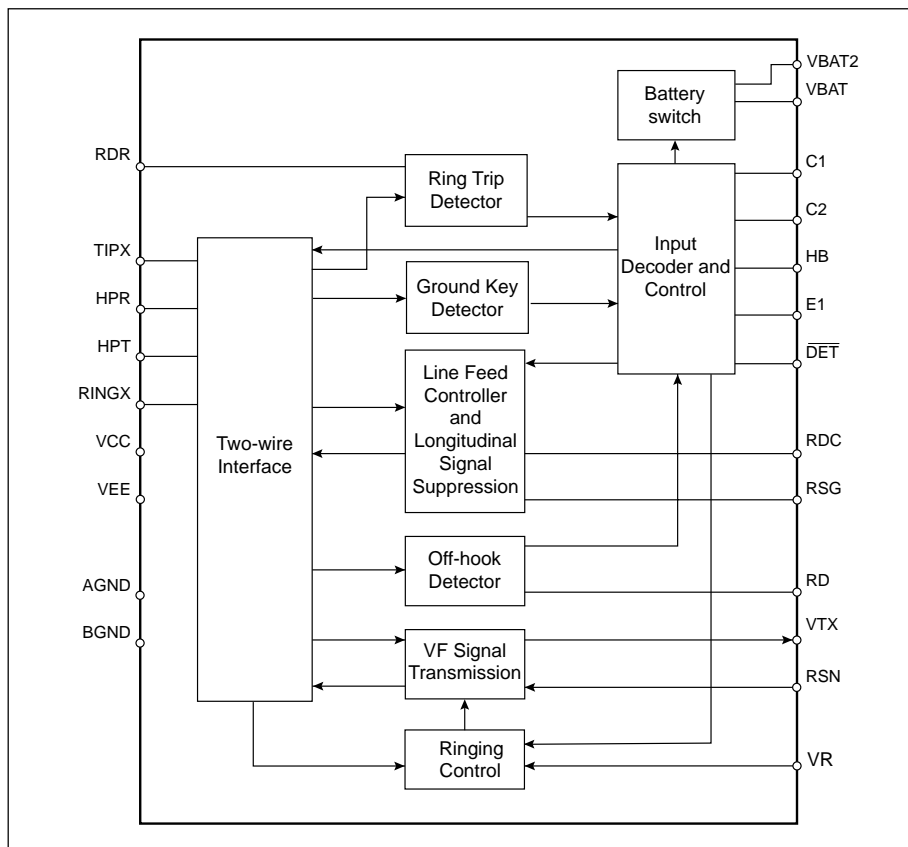 VBAT2
VBAT
Battery
switch
RDR
Ring Trip
Detector
C1
C2
TIPX
Input
Decoder and
Control
HB
HPR
Ground Key
Detector
E1
HPT
DET
RINGX
Line Feed
Controller
and
Longitudinal
Signal
Suppression
VCC
Two-wire
Interface
RDC
VEE
RSG
AGND
Off-hook
Detector
RD
BGND
VTX
VF Signal
Transmission
RSN
Ringing
Control
VR